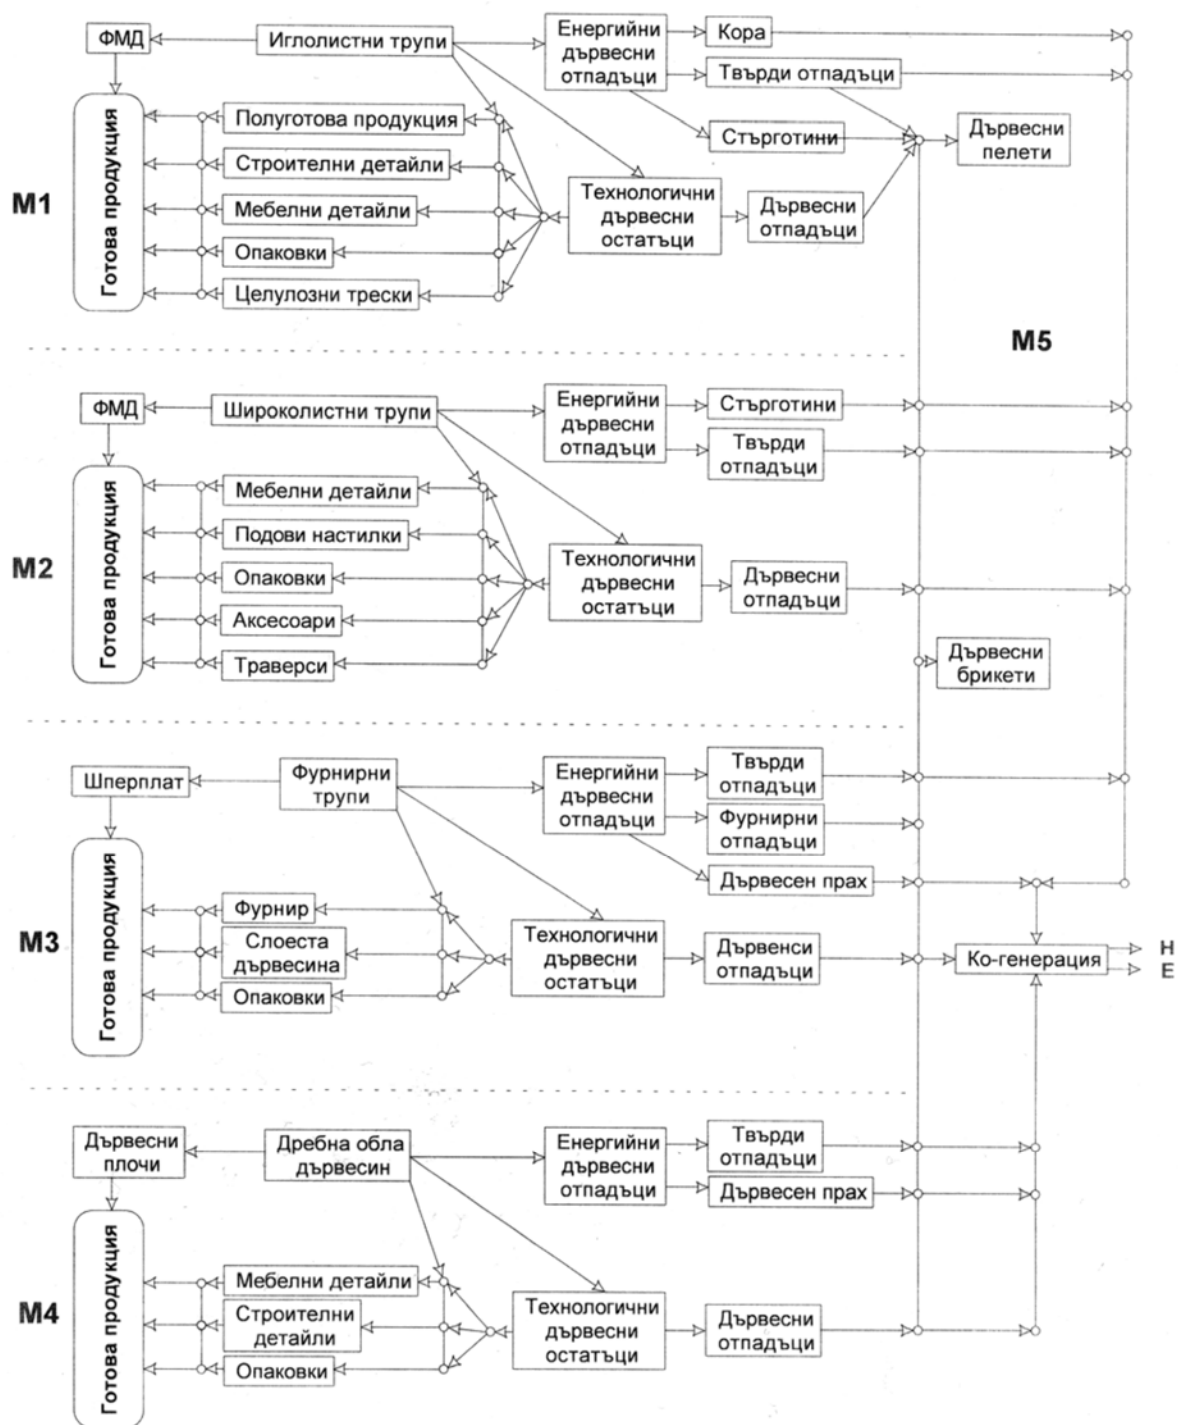 ФМД
Иглолистни трупи
Енергийни
дървесни
отпадъци
Кора
Твърди отпадъци
Стърготини
Дървесни
пелети
М1
Готова продукция
Полуготова продукция
Строителни детайли
Мебелни детайли
Опаковки
Целулозни трески
Технологични
дървесни
остатъци
Дървесни
отпадъци
М5
ФМД
Широколистни трупи
Енергийни
дървесни
отпадъци
Стърготини
Твърди
отпадъци
М2
Готова продукция
Мебелни детайли
Подови настилки
Опаковки
Аксесоари
Траверси
Технологични
дървесни
остатъци
Дървесни
отпадъци
Дървесни
брикети
Шперплат
Фурнирни
трупи
Енергийни
дървесни
отпадъци
Твърди
отпадъци
Фурнирни
отпадъци
Дървесен прах
М3
Готова продукция
Фурнир
Слоеста
дървесина
Опаковки
Технологични
дървесни
остатъци
Дървенси
отпадъци
Ко-генерация
Н
Е
Дървесни
плочи
Дребна обла
дървесин
Енергийни
дървесни
отпадъци
Твърди
отпадъци
Дървесен прах
М4
Готова продукция
Мебелни детайли
Строителни
детайли
Опаковки
Технологични
дървесни
остатъци
Дървесни
отпадъци